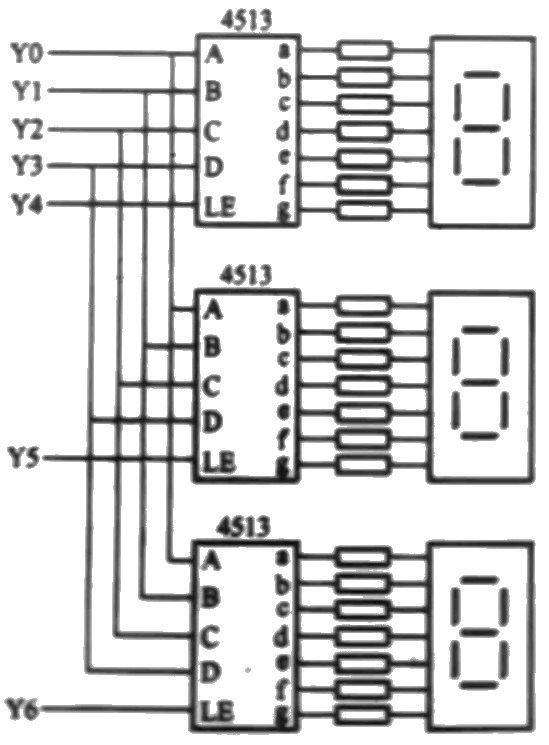 4513
Y0 A a
b
Y1 B
c
Y2 C d
Y3 D e
f
Y4 LE g
4513
A a
B b
c
C d
D e
f
Y5 LE g
4513
A a
B b
c
C d
D e
f
Y6 LE g